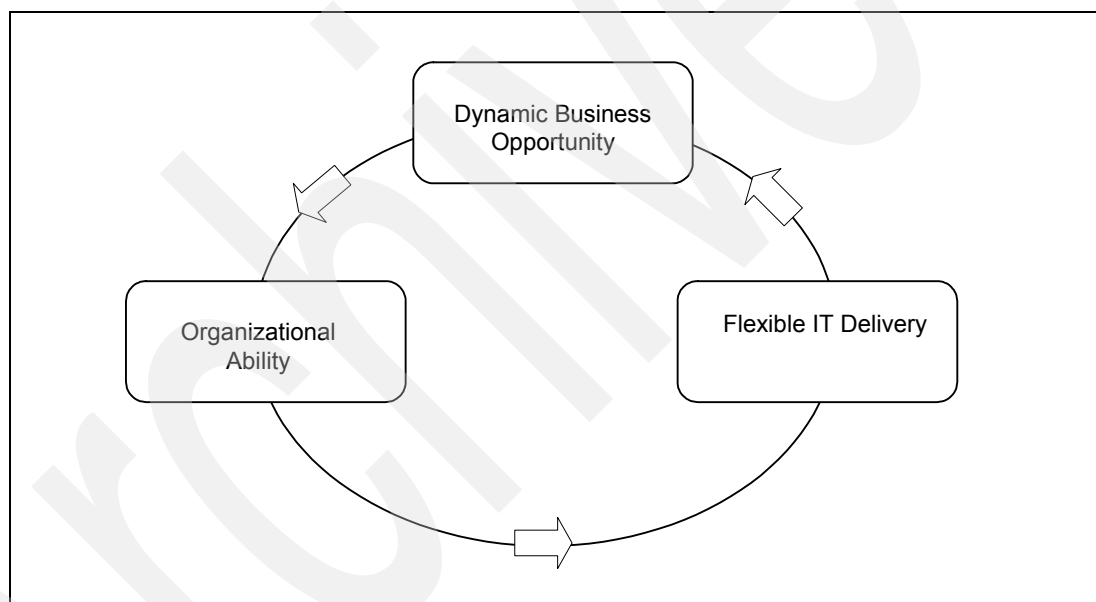 Dynamic Business
Opportunity
Organizational
Ability
Flexible IT Delivery